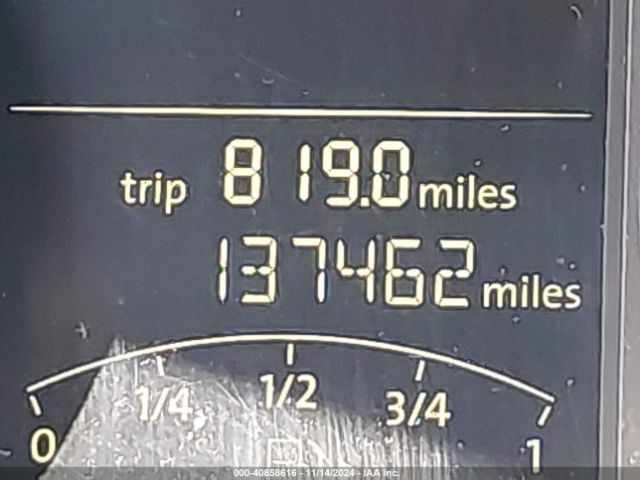 trip 819.0 miles
137462 miles
0 1/4 1/2 3/4 1
000-40858616 - 11/14/2024 - IAA Inc.